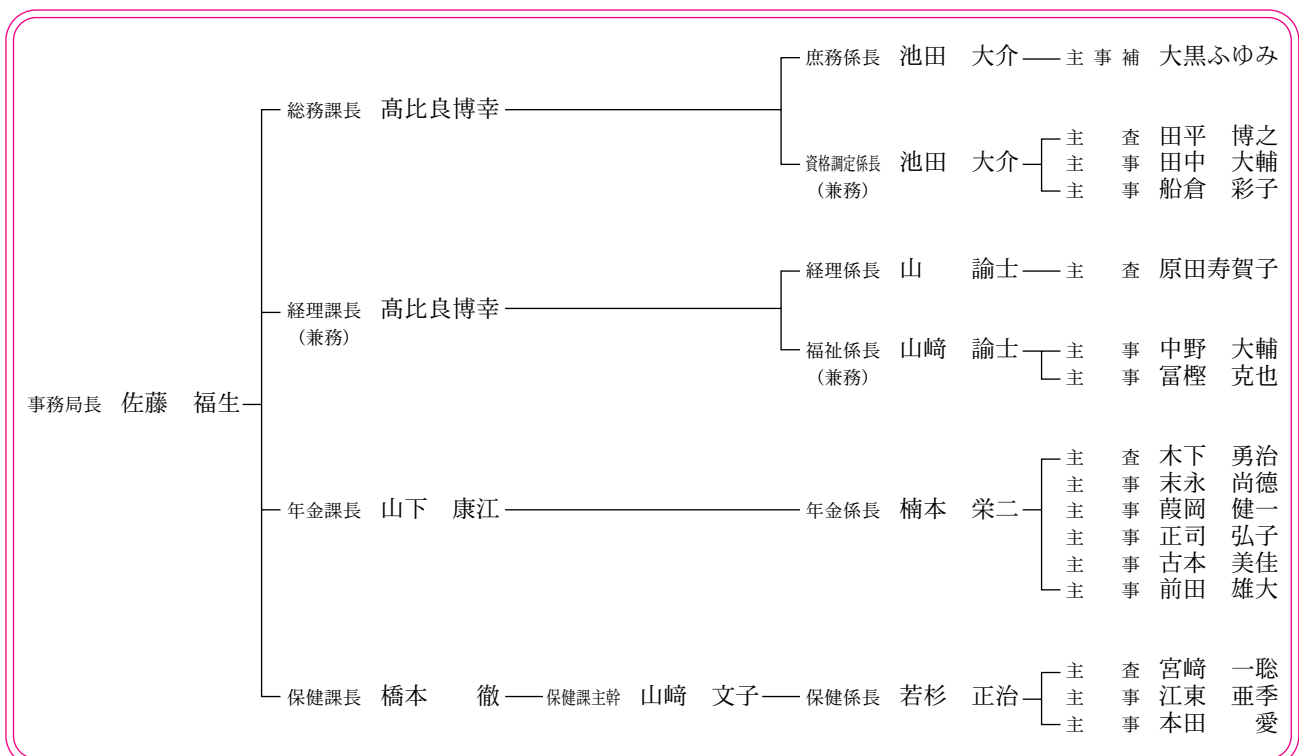 庶務係長 池田　大介 主事補 大黒ふゆみ
総務課長 髙比良博幸
主　査 田平　博之
資格調定係長 池田　大介 主　事 田中　大輔
（兼務） 主　事 船倉　彩子
経理係長 山　　諭士 主　査 原田寿賀子
経理課長 髙比良博幸
（兼務）
福祉係長 山﨑　諭士 主　事 中野　大輔
（兼務） 主　事 冨樫　克也
事務局長 佐藤　福生
主　査 木下　勇治
主　事 末永　尚德
年金課長 山下　康江 年金係長 楠本　栄二 主　事 葭岡　健一
主　事 正司　弘子
主　事 古本　美佳
主　事 前田　雄大
主　査 宮﨑　一聡
保健課長 橋本　　徹 保健課主幹 山﨑　文子 保健係長 若杉　正治 主　事 江東　亜季
主　事 本田　　愛